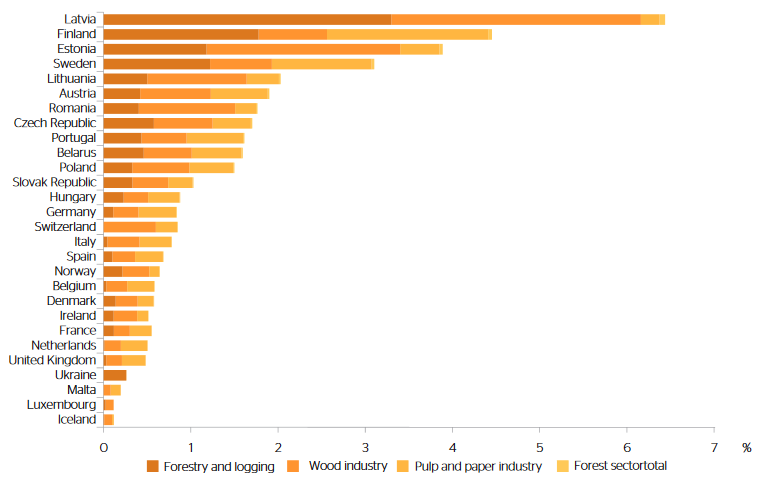 Latvia
Finland
Estonia
Sweden
Lithuania
Austria
Romania
Czech Republic
Portugal
Belarus
Poland
Slovak Republic
Hungary
Germany
Switzerland
Italy
Spain
Norway
Belgium
Denmark
Ireland
France
Netherlands
United Kingdom
Ukraine
Malta
Luxembourg
Iceland
0 1 2 3 4 5 6 7 %
Forestry and logging Wood industry Pulp and paper industry Forest sectortotal